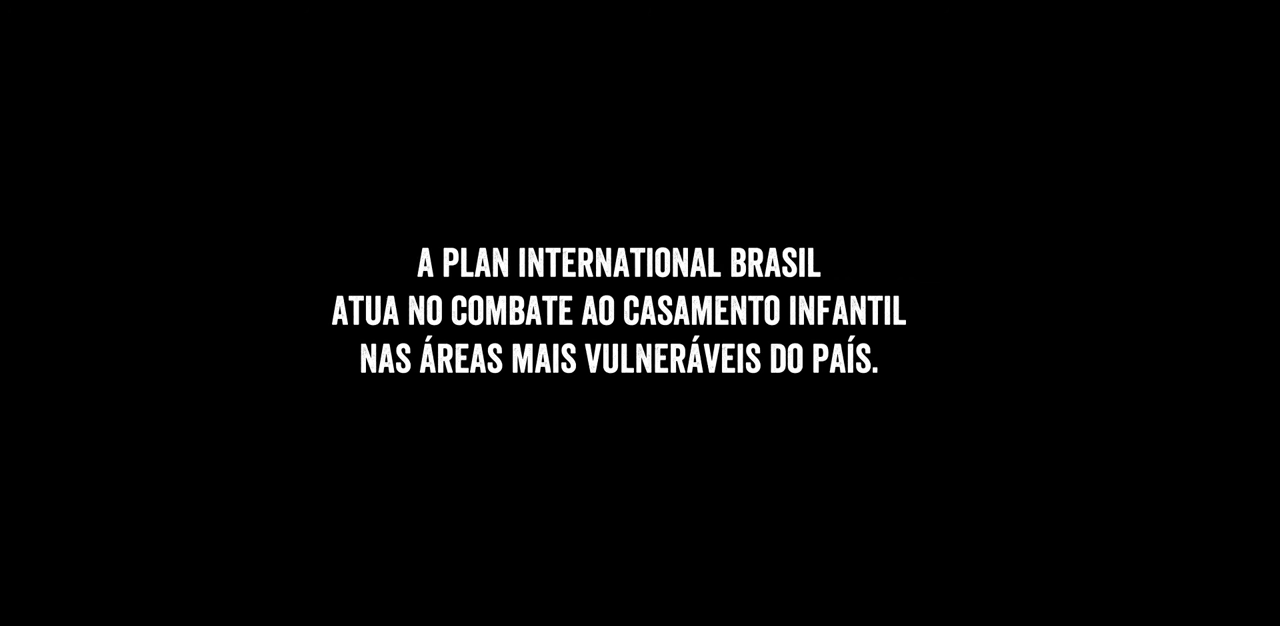 A PLAN INTERNATIONAL BRASIL
ATUA NO COMBATE AO CASAMENTO INFANTIL
NAS ÁREAS MAIS VULNERÁVEIS DO PAÍS.